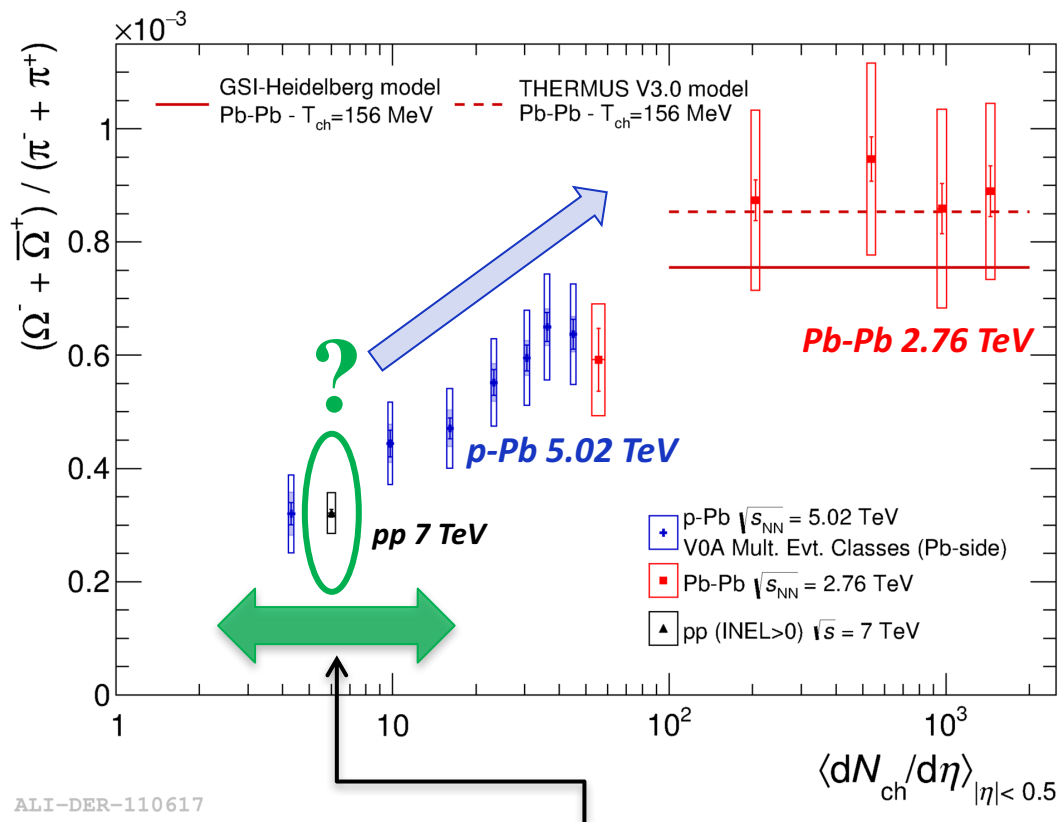 ×10⁻³
(Ω⁻ + Ω̅⁺) / (π⁻ + π⁺)
GSI-Heidelberg model
Pb-Pb - T_ch=156 MeV
THERMUS V3.0 model
Pb-Pb - T_ch=156 MeV
1
0.8
0.6
0.4
0.2
0
?
Pb-Pb 2.76 TeV
p-Pb 5.02 TeV
pp 7 TeV
p-Pb √s_NN = 5.02 TeV
V0A Mult. Evt. Classes (Pb-side)
Pb-Pb √s_NN = 2.76 TeV
pp (INEL>0) √s = 7 TeV
1 10 10² 10³
⟨dN_ch/dη⟩_|η|< 0.5
ALI-DER-110617